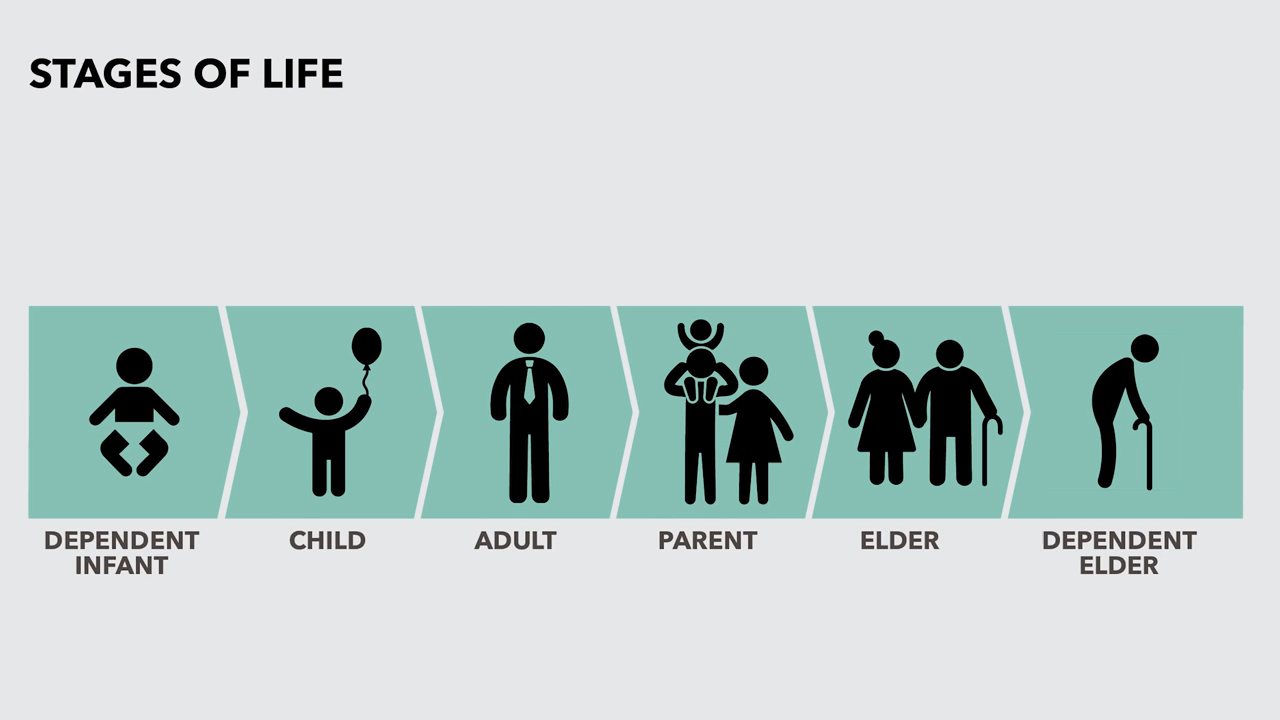 STAGES OF LIFE
DEPENDENT
INFANT
CHILD
ADULT
PARENT
ELDER
DEPENDENT
ELDER